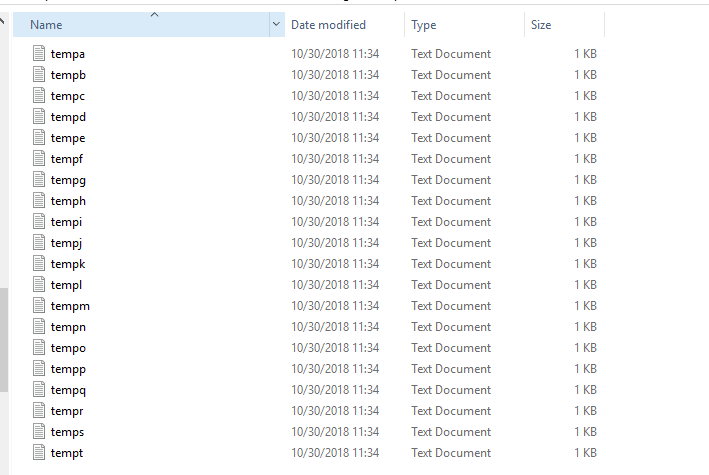 Name Date modified Type Size
tempa 10/30/2018 11:34 Text Document 1 KB
tempb 10/30/2018 11:34 Text Document 1 KB
tempc 10/30/2018 11:34 Text Document 1 KB
tempd 10/30/2018 11:34 Text Document 1 KB
tempe 10/30/2018 11:34 Text Document 1 KB
tempf 10/30/2018 11:34 Text Document 1 KB
tempg 10/30/2018 11:34 Text Document 1 KB
temph 10/30/2018 11:34 Text Document 1 KB
tempi 10/30/2018 11:34 Text Document 1 KB
tempj 10/30/2018 11:34 Text Document 1 KB
tempk 10/30/2018 11:34 Text Document 1 KB
templ 10/30/2018 11:34 Text Document 1 KB
tempm 10/30/2018 11:34 Text Document 1 KB
tempn 10/30/2018 11:34 Text Document 1 KB
tempo 10/30/2018 11:34 Text Document 1 KB
tempp 10/30/2018 11:34 Text Document 1 KB
tempq 10/30/2018 11:34 Text Document 1 KB
tempr 10/30/2018 11:34 Text Document 1 KB
temps 10/30/2018 11:34 Text Document 1 KB
tempt 10/30/2018 11:34 Text Document 1 KB